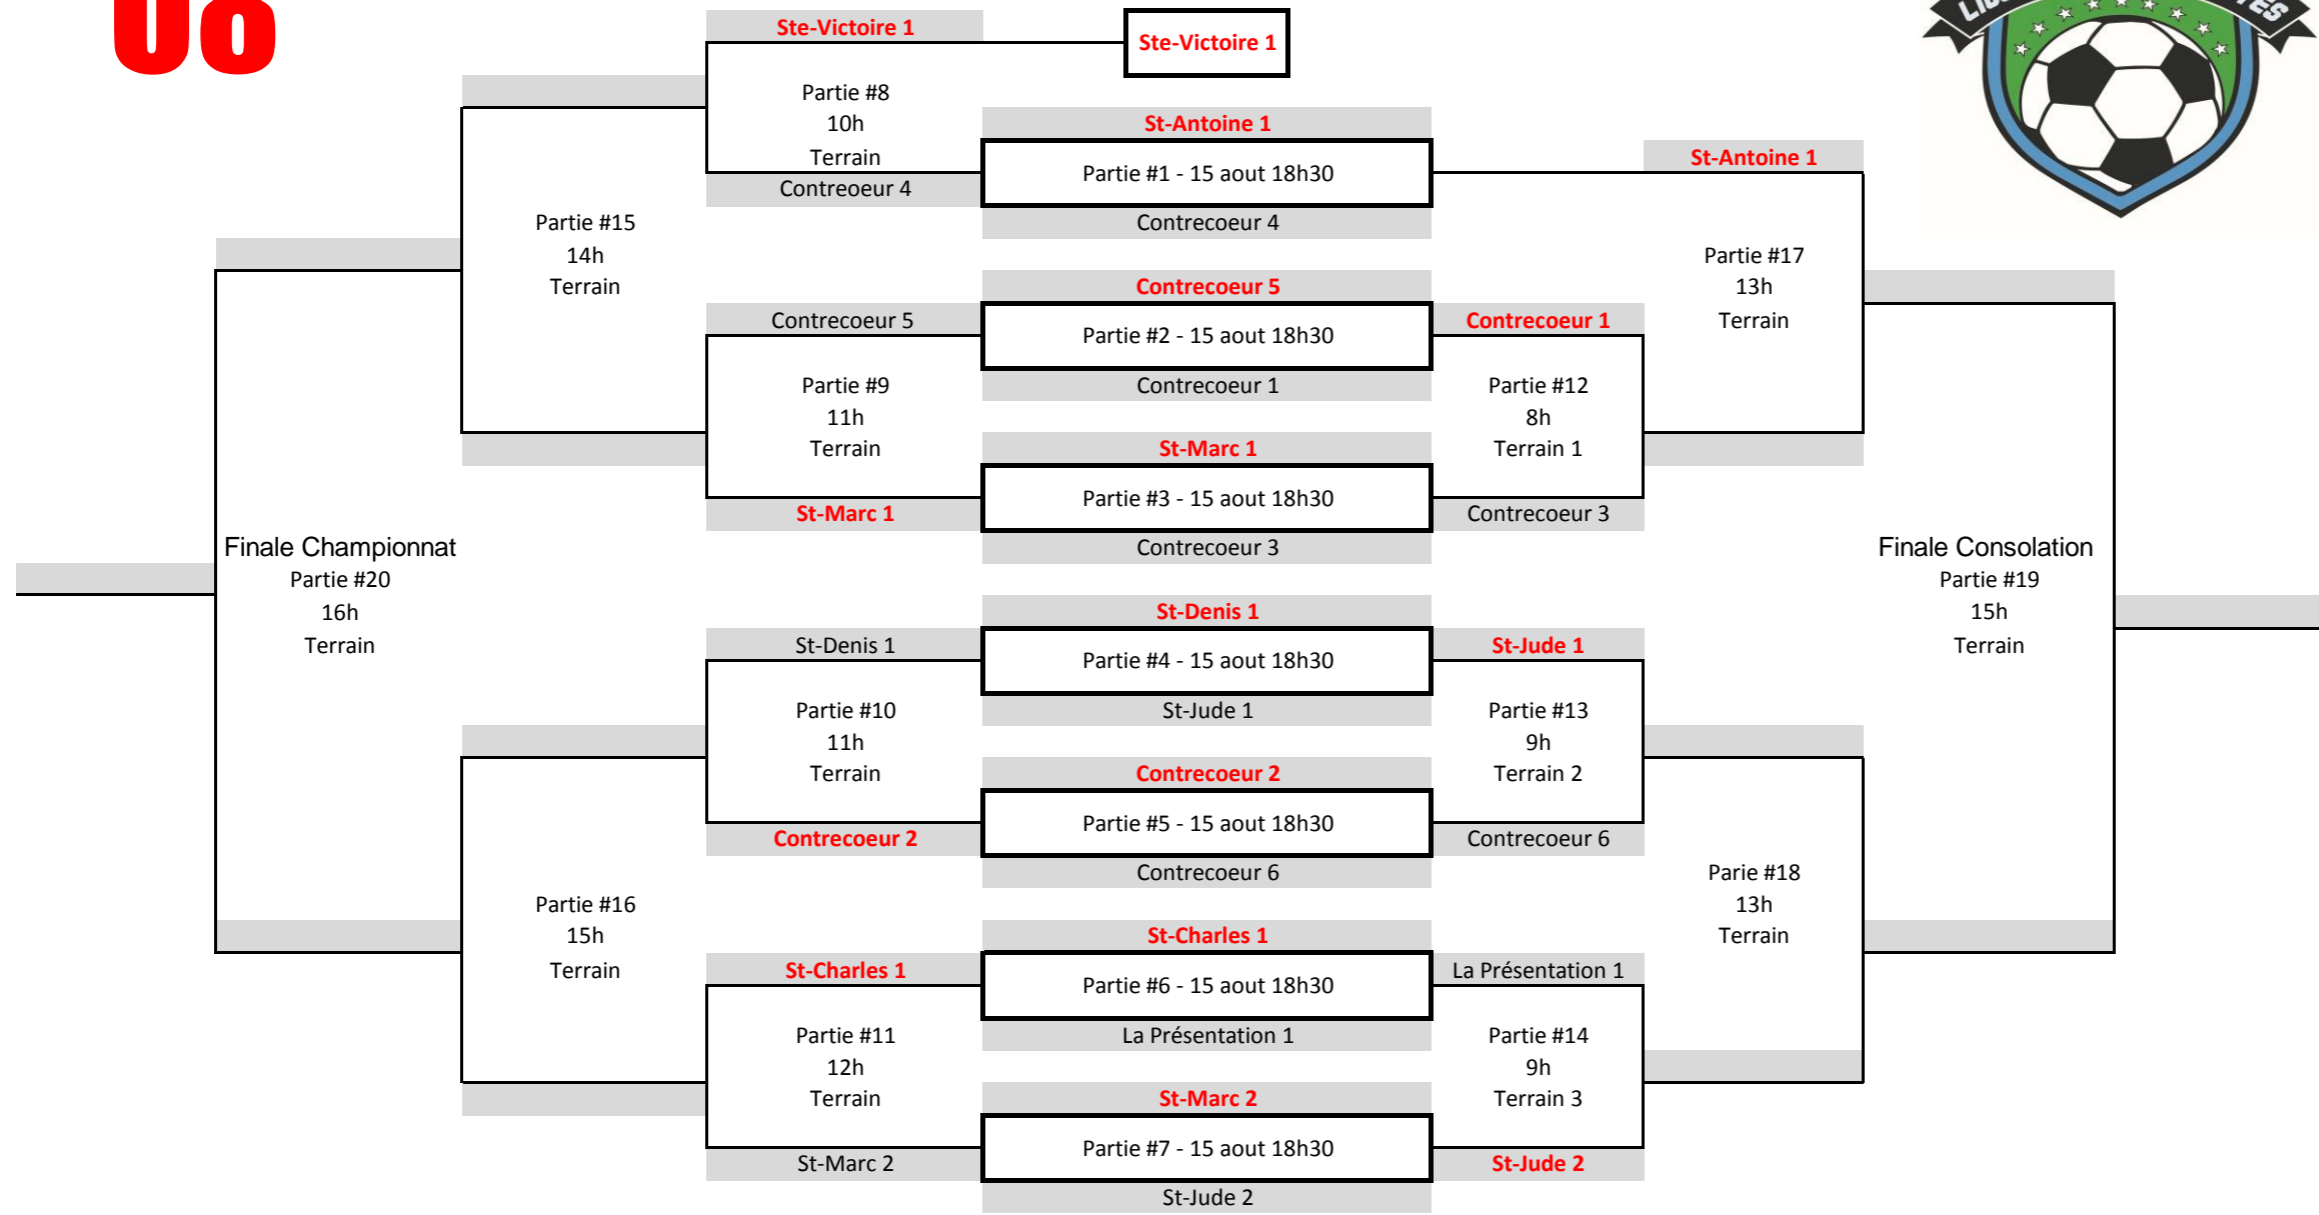 Ste-Victoire 1
Ste-Victoire 1
Partie #8
10h
Terrain
Contreoeur 4
St-Antoine 1
Partie #1 - 15 aout 18h30
Contrecoeur 4
St-Antoine 1
Partie #15
14h
Terrain
Partie #17
13h
Terrain
Contrecoeur 5
Partie #2 - 15 aout 18h30
Contrecoeur 1
Contrecoeur 5
Partie #9
11h
Terrain
St-Marc 1
Contrecoeur 1
Partie #12
8h
Terrain 1
Contrecoeur 3
St-Marc 1
Partie #3 - 15 aout 18h30
Contrecoeur 3
Finale Championnat
Partie #20
16h
Terrain
Finale Consolation
Partie #19
15h
Terrain
St-Denis 1
Partie #4 - 15 aout 18h30
St-Jude 1
St-Denis 1
Partie #10
11h
Terrain
Contrecoeur 2
St-Jude 1
Partie #13
9h
Terrain 2
Contrecoeur 6
Contrecoeur 2
Partie #5 - 15 aout 18h30
Contrecoeur 6
Partie #16
15h
Terrain
Parie #18
13h
Terrain
St-Charles 1
Partie #6 - 15 aout 18h30
La Présentation 1
St-Charles 1
Partie #11
12h
Terrain
St-Marc 2
La Présentation 1
Partie #14
9h
Terrain 3
St-Jude 2
St-Marc 2
Partie #7 - 15 aout 18h30
St-Jude 2